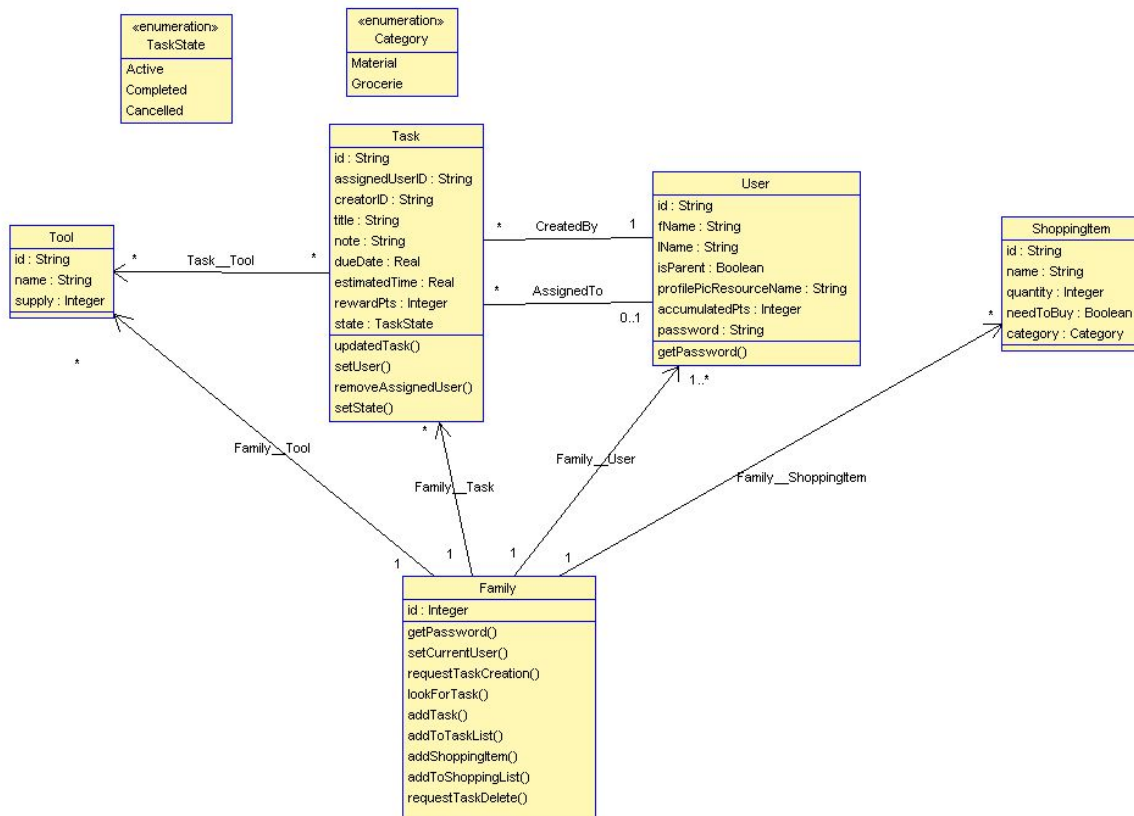 «enumeration»
TaskState
Active
Completed
Cancelled
«enumeration»
Category
Material
Grocerie
Task
id : String
assignedUserID : String
creatorID : String
title : String
note : String
dueDate : Real
estimatedTime : Real
rewardPts : Integer
state : TaskState
updatedTask()
setUser()
removeAssignedUser()
setState()
User
id : String
fName : String
lName : String
isParent : Boolean
profilePicResourceName : String
accumulatedPts : Integer
password : String
getPassword()
ShoppingItem
id : String
name : String
quantity : Integer
needToBuy : Boolean
category : Category
Tool
id : String
name : String
supply : Integer
* CreatedBy 1
* Task__Tool *
* AssignedTo 0..1
*
*
*
1..*
Family__Tool
Family__Task
Family__User
Family__ShoppingItem
1
1
1
1
Family
id : Integer
getPassword()
setCurrentUser()
requestTaskCreation()
lookForTask()
addTask()
addToTaskList()
addShoppingItem()
addToShoppingList()
requestTaskDelete()